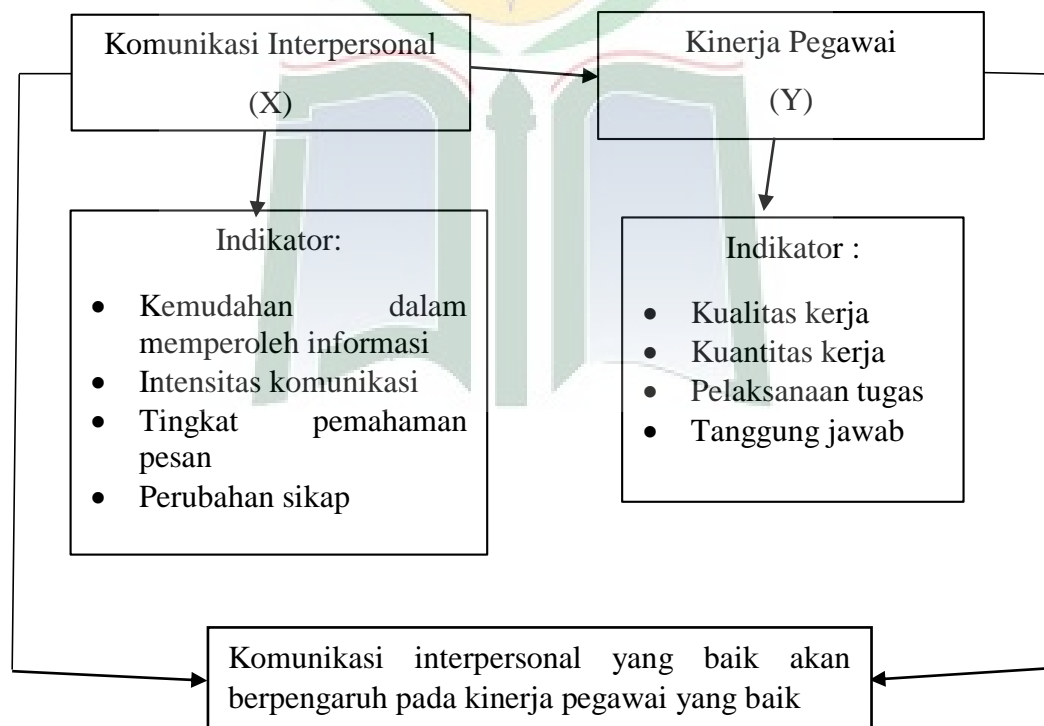 Komunikasi Interpersonal
(X)
Kinerja Pegawai
(Y)
Indikator:
• Kemudahan dalam
memperoleh informasi
• Intensitas komunikasi
• Tingkat pemahaman
pesan
• Perubahan sikap
Indikator :
• Kualitas kerja
• Kuantitas kerja
• Pelaksanaan tugas
• Tanggung jawab
Komunikasi interpersonal yang baik akan
berpengaruh pada kinerja pegawai yang baik